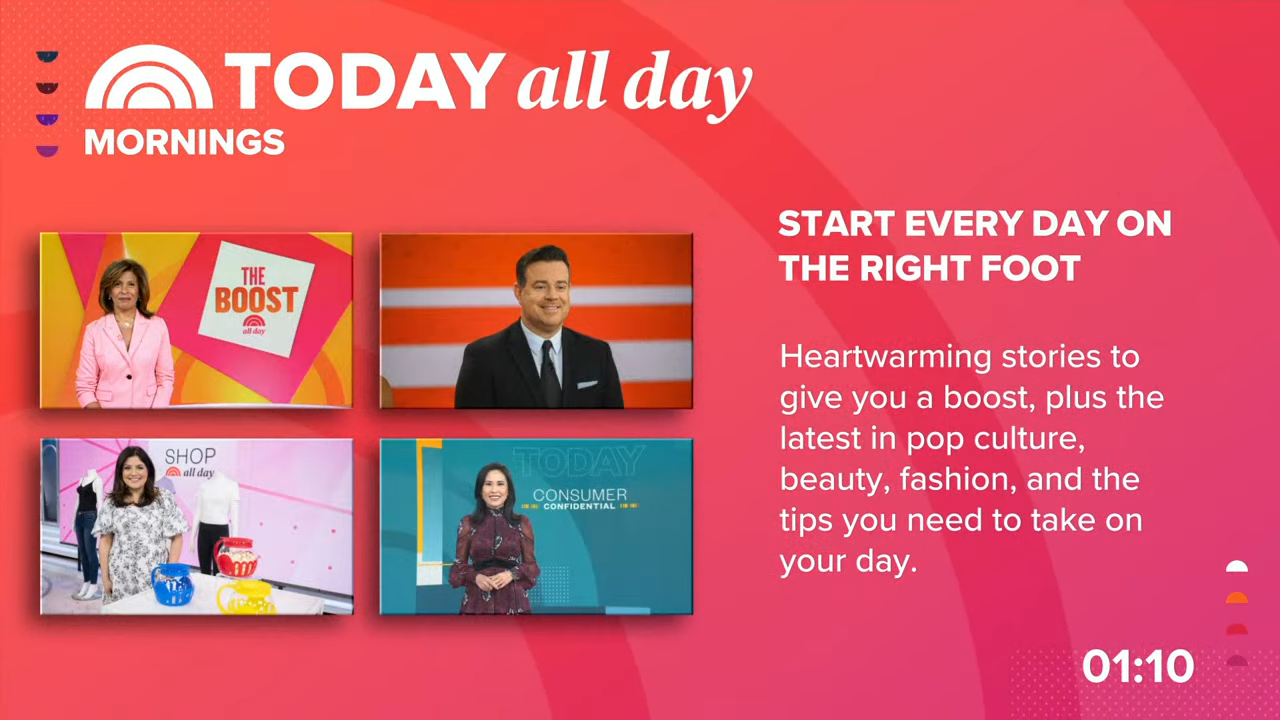 TODAY all day
MORNINGS
START EVERY DAY ON
THE RIGHT FOOT
THE
BOOST
all day
SHOP
all day
TODAY
CONSUMER
CONFIDENTIAL
Heartwarming stories to
give you a boost, plus the
latest in pop culture,
beauty, fashion, and the
tips you need to take on
your day.
01:10